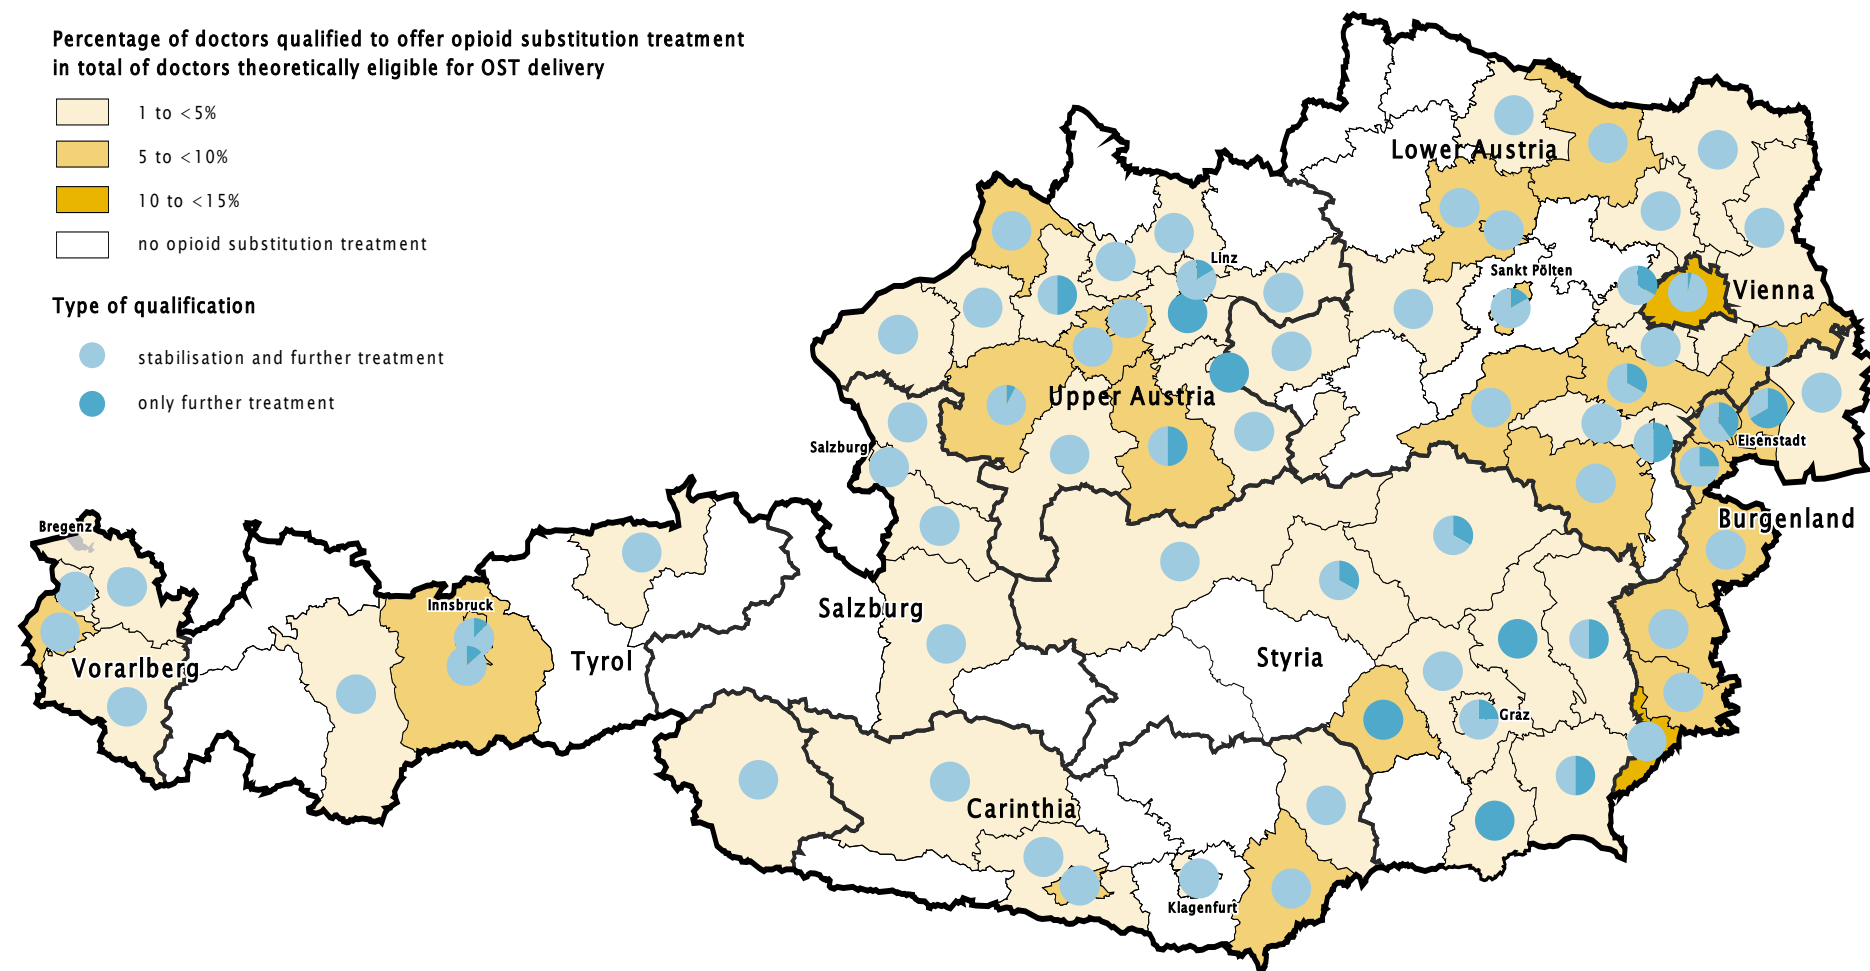 Percentage of doctors qualified to offer opioid substitution treatment
in total of doctors theoretically eligible for OST delivery
1 to <5%
5 to <10%
10 to <15%
no opioid substitution treatment
Type of qualification
stabilisation and further treatment
only further treatment
Lower Austria
Linz
Sankt Pölten
Vienna
Upper Austria
Salzburg
Eisenstadt
Burgenland
Bregenz
Innsbruck
Salzburg
Tyrol
Vorarlberg
Styria
Graz
Carinthia
Klagenfurt